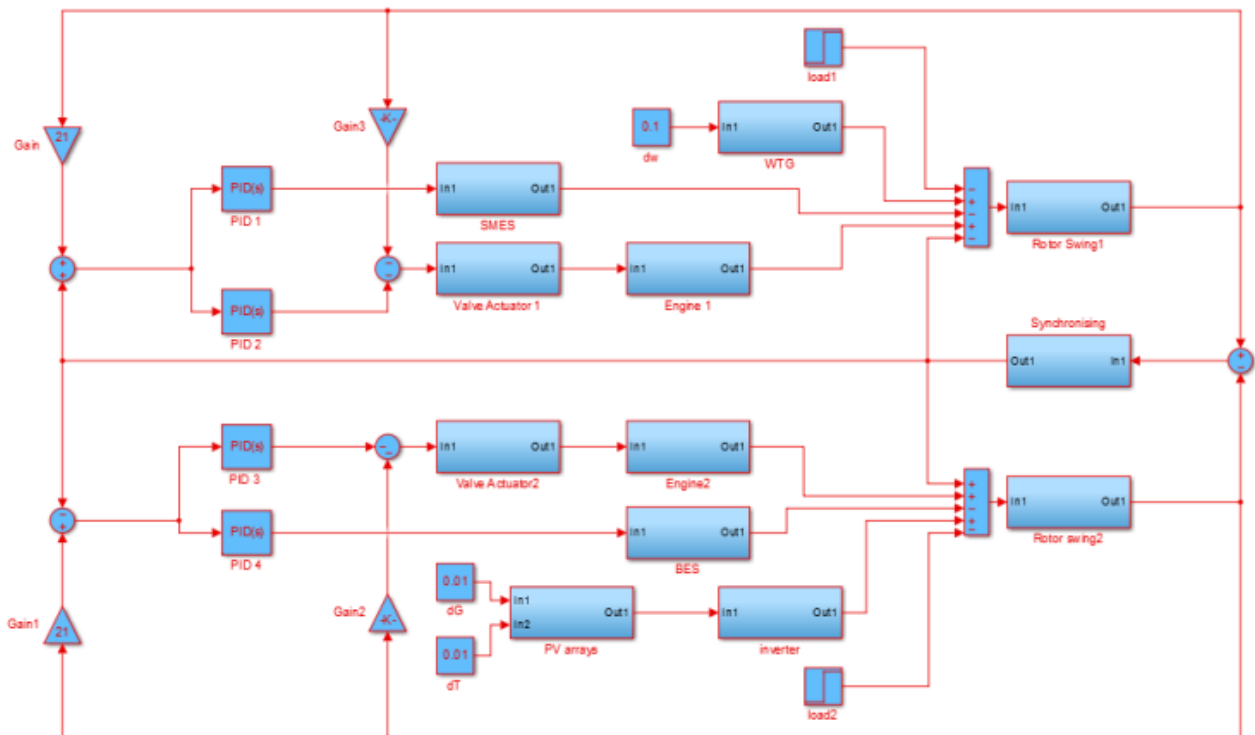 load1
Gain
21
Gain3
-K-
0.1
dw
In1
Out1
WTG
PID(s)
PID 1
In1
Out1
SMES
In1
Out1
Rotor Swing1
In1
Out1
Valve Actuator 1
In1
Out1
Engine 1
PID(s)
PID 2
Synchronising
Out1
In1
PID(s)
PID 3
In1
Out1
Valve Actuator2
In1
Out1
Engine2
In1
Out1
Rotor swing2
PID(s)
PID 4
In1
Out1
BES
0.01
dG
Gain1
21
Gain2
-K-
In1
In2
Out1
PV arrays
In1
Out1
inverter
0.01
dT
load2